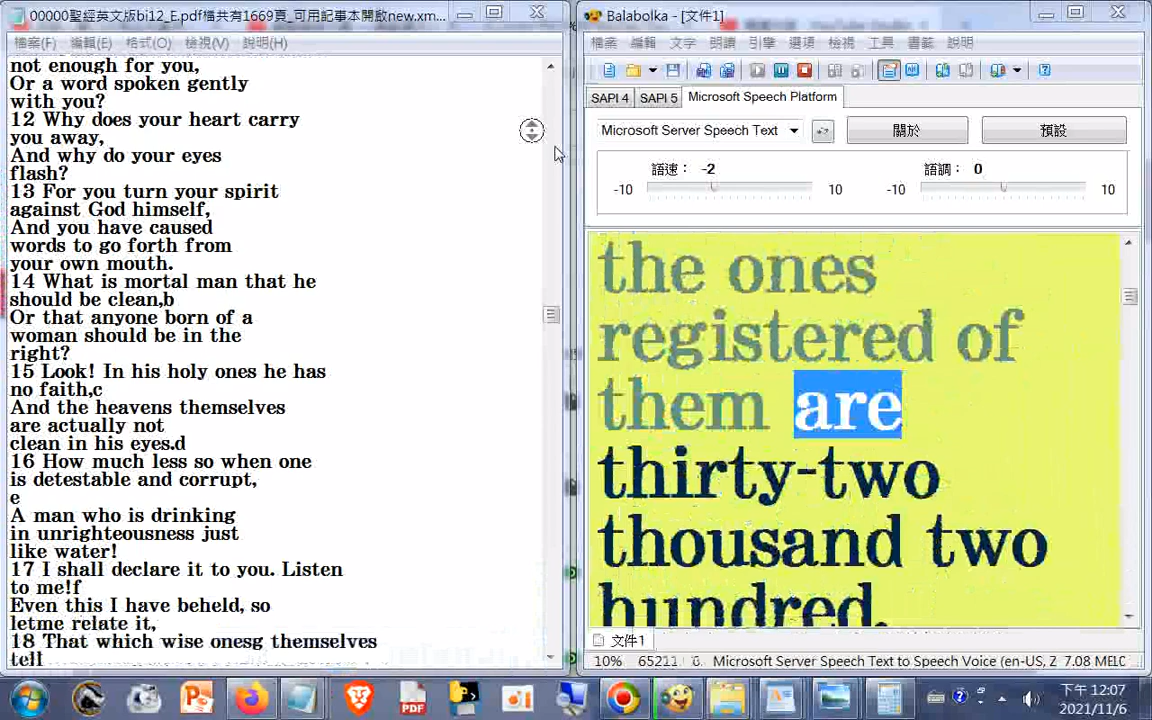 00000聖經英文版bi12_E.pdf檔共有1669頁_可用記事本開啟new.xm...
檔案(F) 編輯(E) 格式(O) 檢視(V) 說明(H)
not enough for you,
Or a word spoken gently
with you?
12 Why does your heart carry
you away,
And why do your eyes
flash?
13 For you turn your spirit
against God himself,
And you have caused
words to go forth from
your own mouth.
14 What is mortal man that he
should be clean,b
Or that anyone born of a
woman should be in the
right?
15 Look! In his holy ones he has
no faith,c
And the heavens themselves
are actually not
clean in his eyes.d
16 How much less so when one
is detestable and corrupt,
e
A man who is drinking
in unrighteousness just
like water!
17 I shall declare it to you. Listen
to me!f
Even this I have beheld, so
letme relate it,
18 That which wise onesg themselves
tell
Balabolka - [文件1]
檔案 編輯 文字 朗讀 引擎 選項 檢視 工具 書籤 說明
SAPI 4 SAPI 5 Microsoft Speech Platform
Microsoft Server Speech Text 關於 預設
語速: -2 語調: 0
-10 10 -10 10
the ones
registered of
them are
thirty-two
thousand two
hundred.
文件1
10% 65211 Microsoft Server Speech Text to Speech Voice (en-US, Z 7.08 MELC
PDF
下午 12:07
2021/11/6